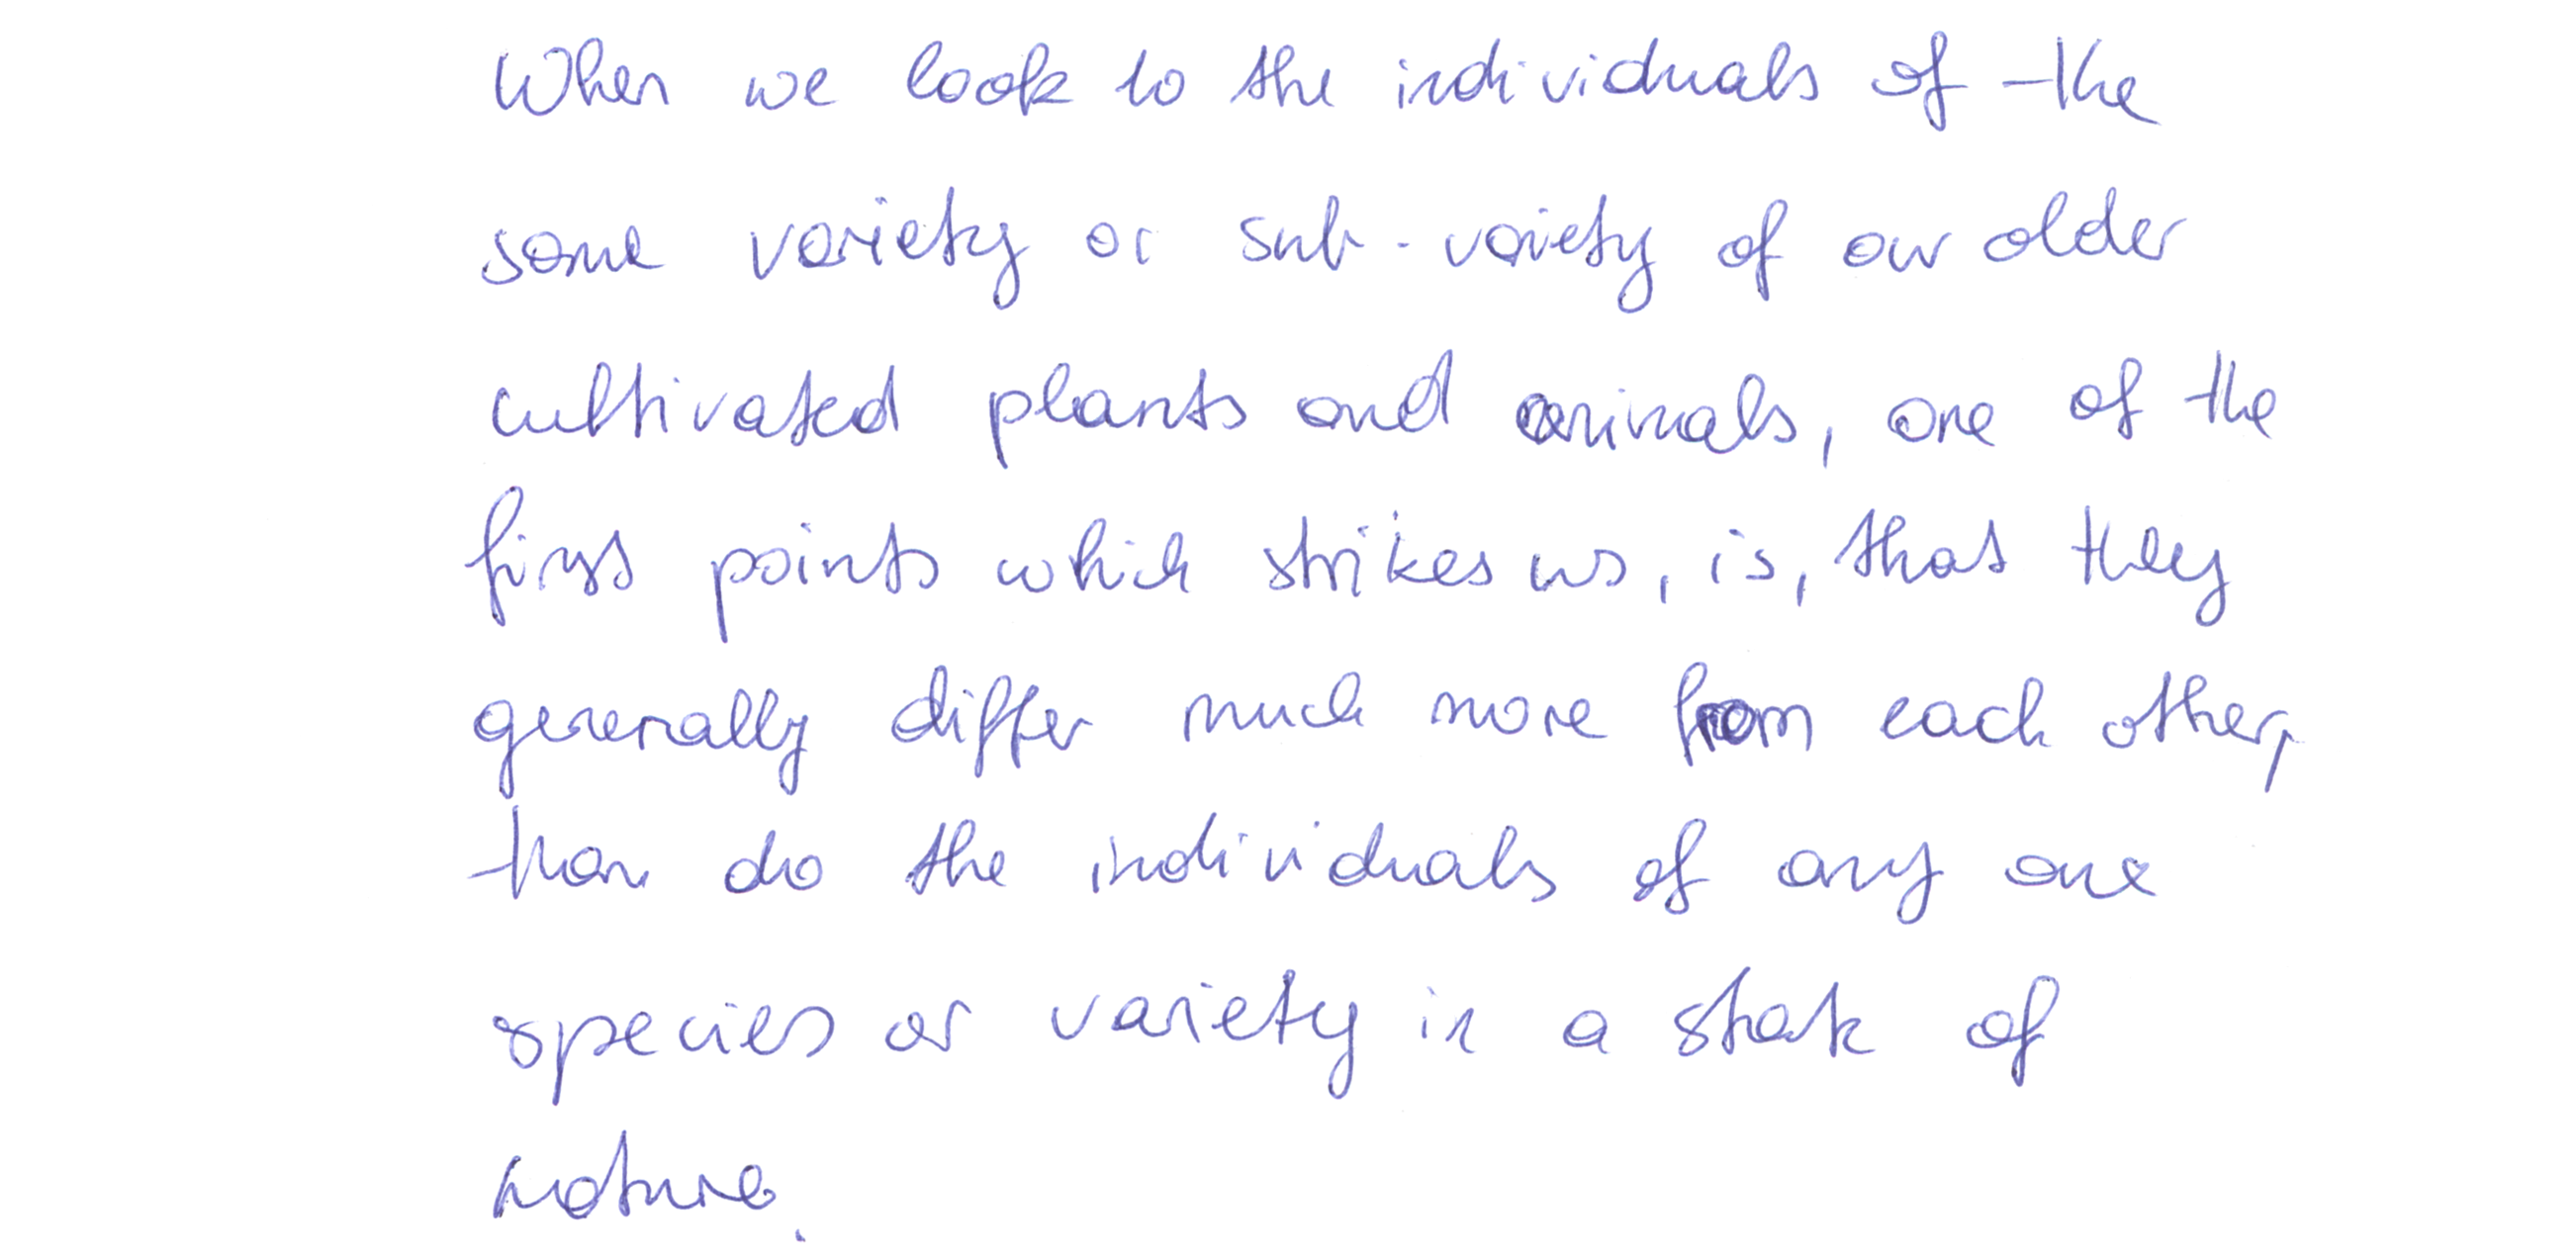 When we look to the individuals of the
same variety or sub-variety of our older
cultivated plants and animals, one of the
first points which strikes us, is, that they
generally differ much more from each other,
than do the individuals of any one
species or variety in a state of
nature.